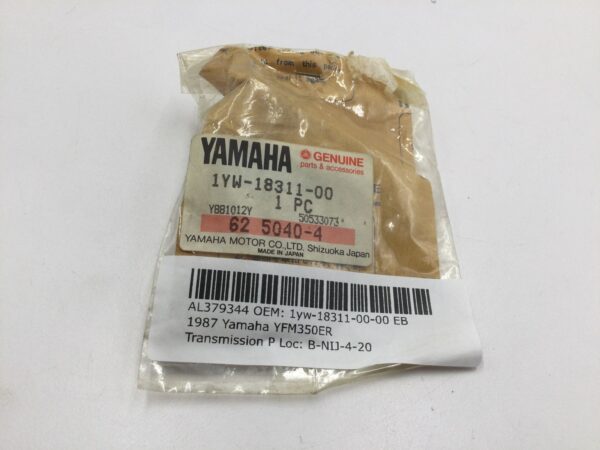 from this
YAMAHA
GENUINE
parts & accessories
1YW-18311-00
1 PC
Y881012Y 50533073*
62 5Q40-4
YAMAHA MOTOR CO.,LTD. Shizuoka Japan
MADE IN JAPAN
AL379344 OEM: 1yw-18311-00-00 EB
1987 Yamaha YFM350ER
Transmission P Loc: B-NIJ-4-20